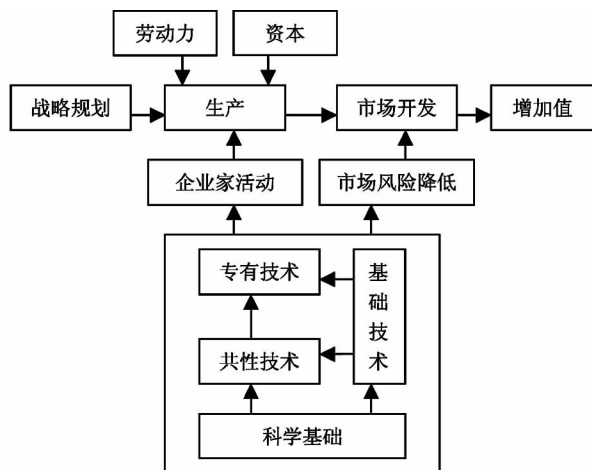 劳动力
资本
战略规划
生产
市场开发
增加值
企业家活动
市场风险降低
专有技术
基础技术
共性技术
科学基础